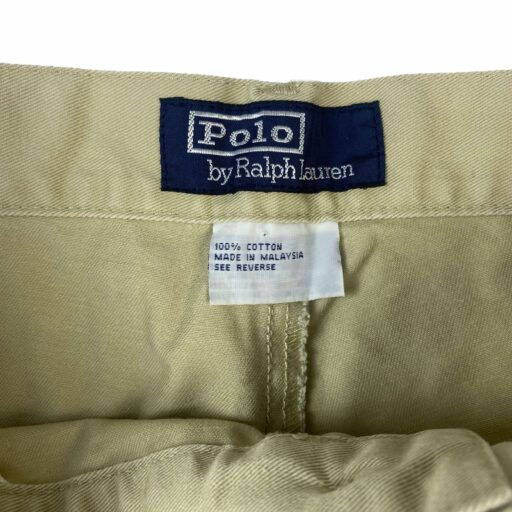 Polo
by Ralph Lauren
100% COTTON
MADE IN MALAYSIA
SEE REVERSE